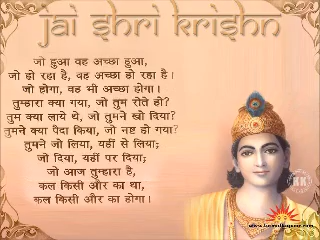 Jai Shri Krishn
जो हुआ वह अच्छा हुआ,
जो हो रहा है, वह अच्छा हो रहा है।
जो होगा, वह भी अच्छा होगा।
तुम्हारा क्या गया, जो तुम रोते हो?
तुम क्या लाये थे, जो तुमने खो दिया?
तुमने क्या पैदा किया, जो नष्ट हो गया?
तुमने जो लिया, यहीं से लिया;
जो दिया, यहीं पर दिया;
जो आज तुम्हारा है,
कल किसी और का था,
कल किसी और का होगा।